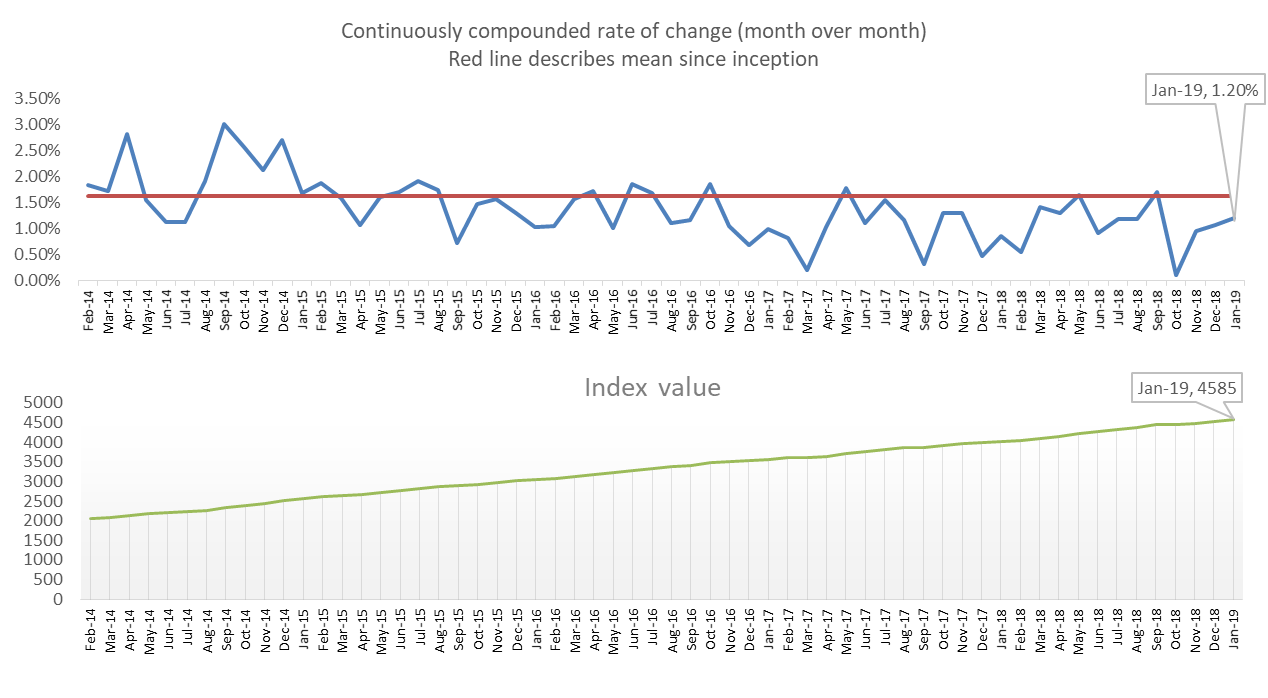 Continuously compounded rate of change (month over month)
Red line describes mean since inception
Jan-19, 1.20%
3.50%
3.00%
2.50%
2.00%
1.50%
1.00%
0.50%
0.00%
Feb-14 Mar-14 Apr-14 May-14 Jun-14 Jul-14 Aug-14 Sep-14 Oct-14 Nov-14 Dec-14 Jan-15 Feb-15 Mar-15 Apr-15 May-15 Jun-15 Jul-15 Aug-15 Sep-15 Oct-15 Nov-15 Dec-15 Jan-16 Feb-16 Mar-16 Apr-16 May-16 Jun-16 Jul-16 Aug-16 Sep-16 Oct-16 Nov-16 Dec-16 Jan-17 Feb-17 Mar-17 Apr-17 May-17 Jun-17 Jul-17 Aug-17 Sep-17 Oct-17 Nov-17 Dec-17 Jan-18 Feb-18 Mar-18 Apr-18 May-18 Jun-18 Jul-18 Aug-18 Sep-18 Oct-18 Nov-18 Dec-18 Jan-19
Index value
Jan-19, 4585
5000
4500
4000
3500
3000
2500
2000
1500
1000
500
0
Feb-14 Mar-14 Apr-14 May-14 Jun-14 Jul-14 Aug-14 Sep-14 Oct-14 Nov-14 Dec-14 Jan-15 Feb-15 Mar-15 Apr-15 May-15 Jun-15 Jul-15 Aug-15 Sep-15 Oct-15 Nov-15 Dec-15 Jan-16 Feb-16 Mar-16 Apr-16 May-16 Jun-16 Jul-16 Aug-16 Sep-16 Oct-16 Nov-16 Dec-16 Jan-17 Feb-17 Mar-17 Apr-17 May-17 Jun-17 Jul-17 Aug-17 Sep-17 Oct-17 Nov-17 Dec-17 Jan-18 Feb-18 Mar-18 Apr-18 May-18 Jun-18 Jul-18 Aug-18 Sep-18 Oct-18 Nov-18 Dec-18 Jan-19